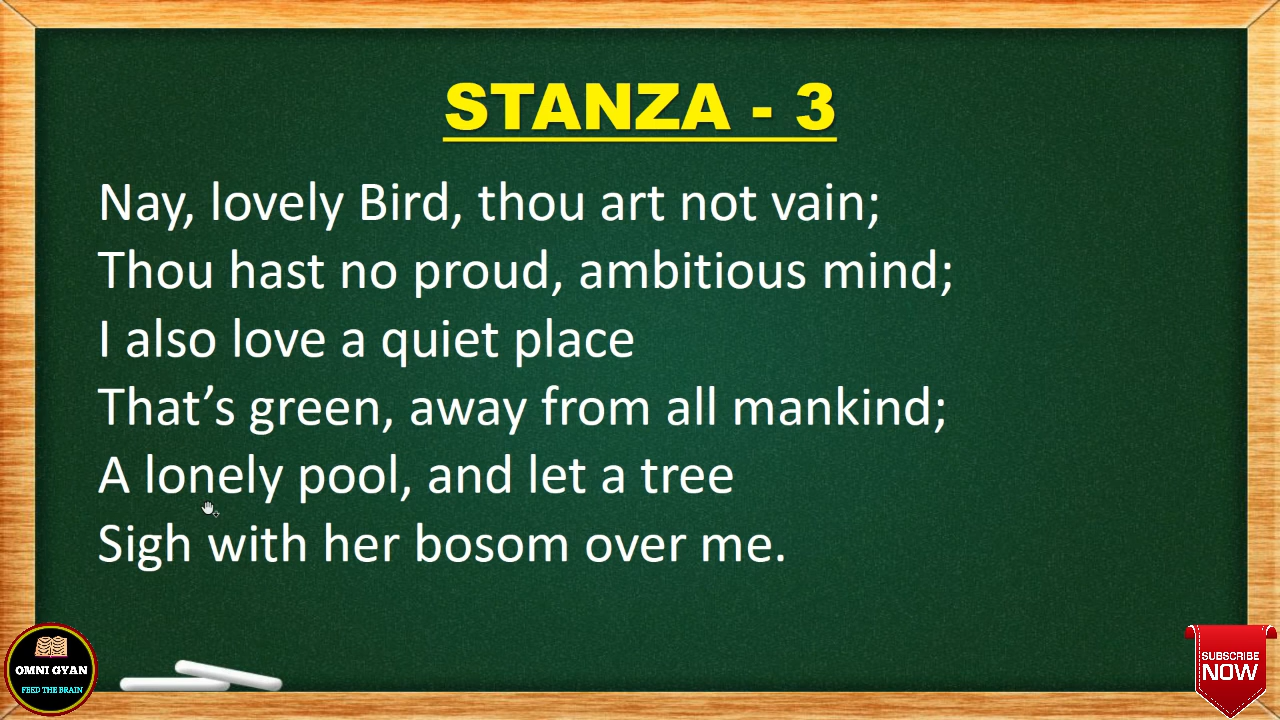 STANZA - 3
Nay, lovely Bird, thou art not vain;
Thou hast no proud, ambitious mind;
I also love a quiet place
That’s green, away from all mankind;
A lonely pool, and let a tree
Sigh with her bosom over me.
OMNI GYAN
FEED THE BRAIN
SUBSCRIBE
NOW